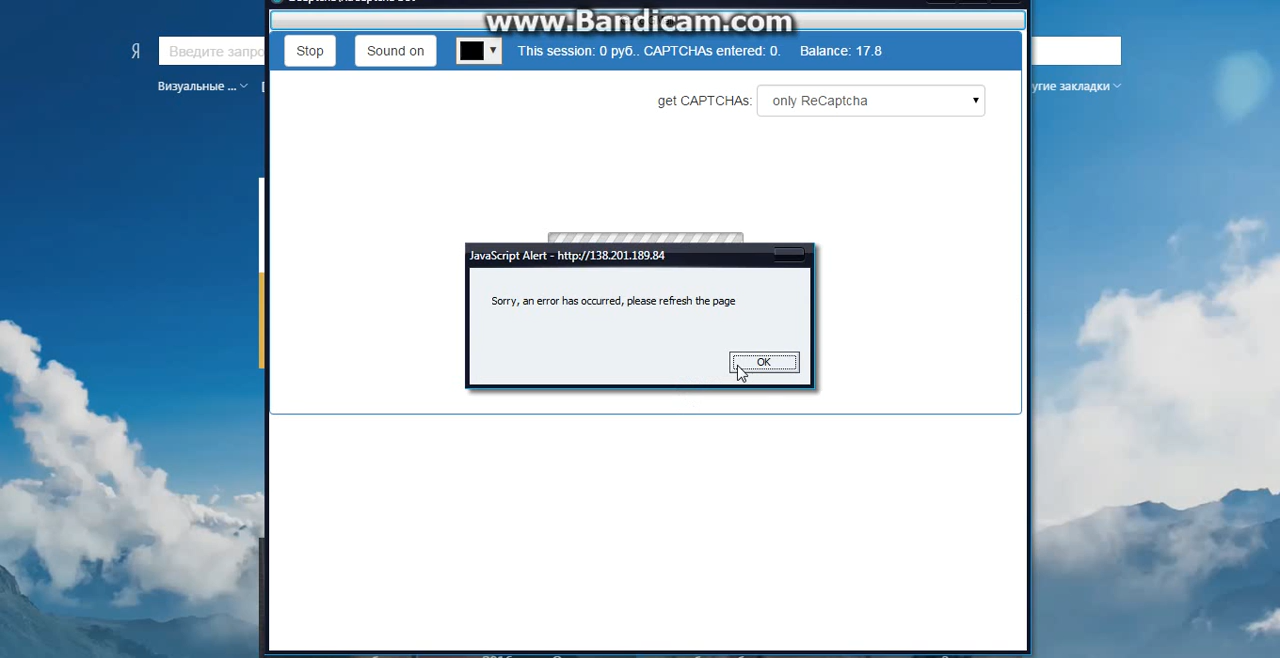 www.Bandicam.com
Я
Введите запро
Stop
Sound on
This session: 0 руб.. CAPTCHAs entered: 0. Balance: 17.8
Визуальные ...
закладки
get CAPTCHAs:
only ReCaptcha
JavaScript Alert - http://138.201.189.84
Sorry, an error has occurred, please refresh the page
OK